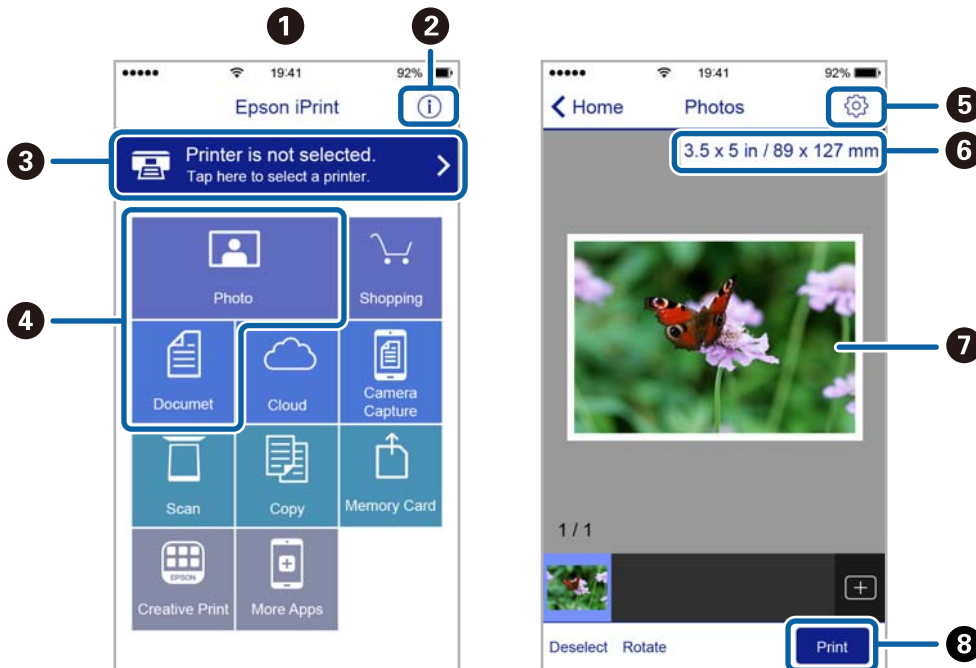 1
2
19:41
92%
Epson iPrint
3
Printer is not selected.
Tap here to select a printer.
4
Photo
Shopping
Documet
Cloud
Camera
Capture
Scan
Copy
Memory Card
EPSON
Creative Print
More Apps
19:41
92%
Home
Photos
5
3.5 x 5 in / 89 x 127 mm
6
7
1 / 1
Deselect
Rotate
Print
8